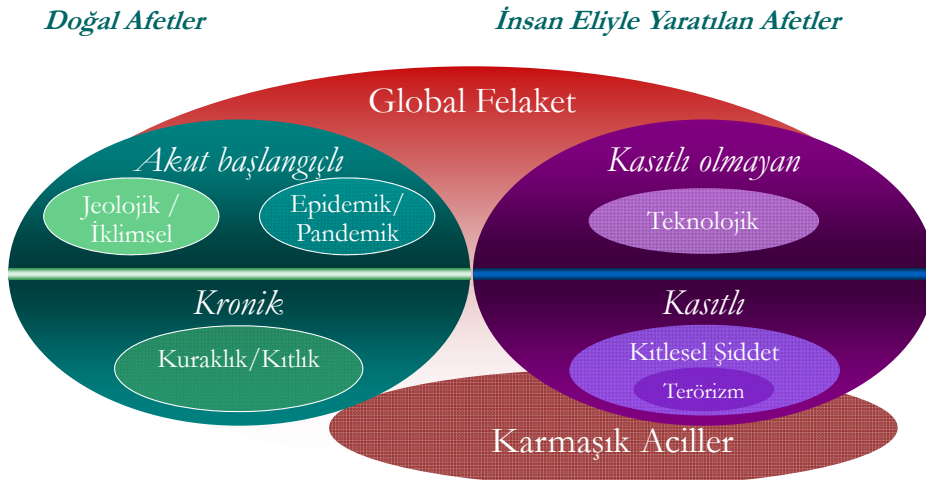 Doğal Afetler
İnsan Eliyle Yaratılan Afetler
Global Felaket
Akut başlangıçlı
Jeolojik /
İklimsel
Epidemik/
Pandemik
Kronik
Kuraklık/Kıtlık
Kasıtlı olmayan
Teknolojik
Kasıtlı
Kitlesel Şiddet
Terörizm
Karmaşık Aciller